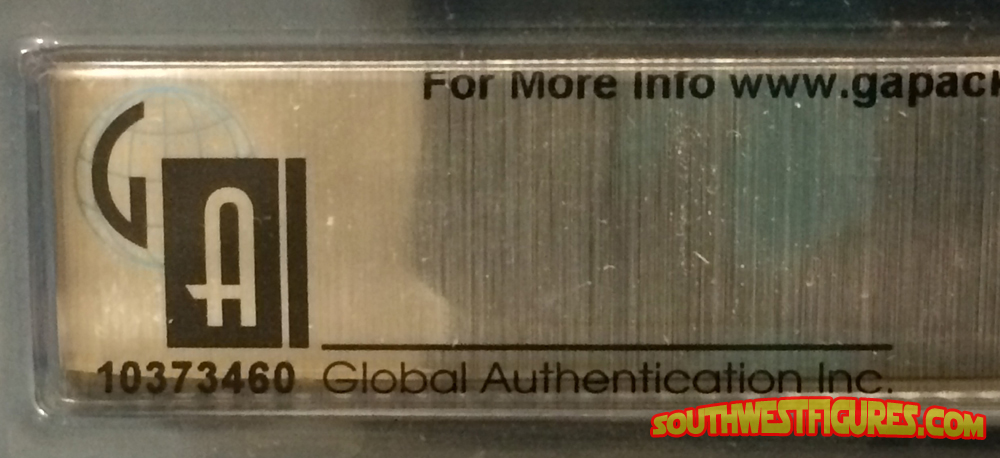 For More Info www.gapack
GAI
10373460 Global Authentication Inc.
SOUTHWESTFIGURES.COM